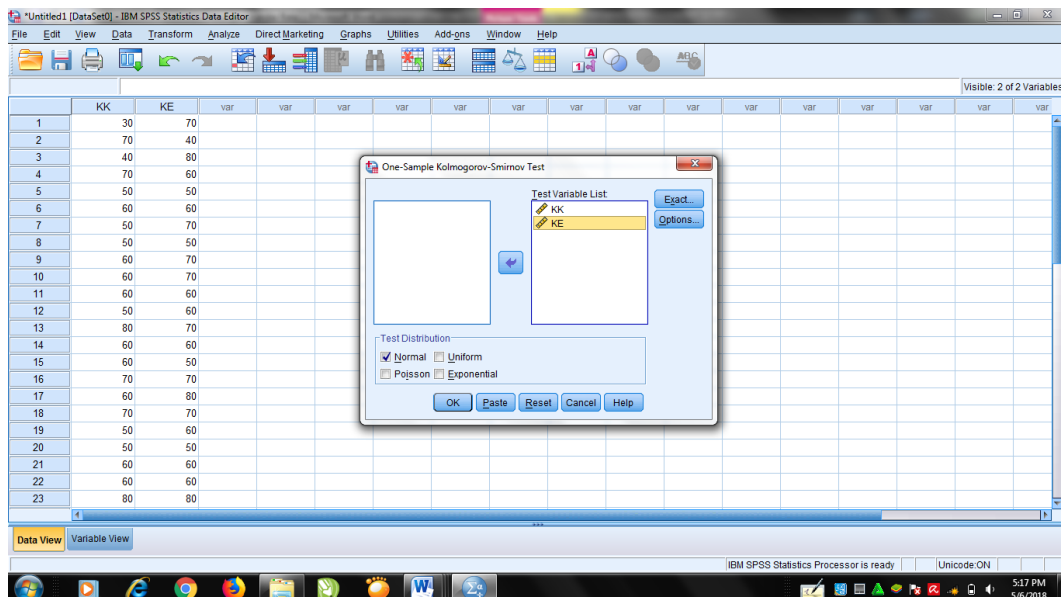 *Untitled1 [DataSet0] - IBM SPSS Statistics Data Editor
File Edit View Data Transform Analyze Direct Marketing Graphs Utilities Add-ons Window Help
Visible: 2 of 2 Variables
KK KE var var var var var var var var var var var var var var
1 30 70
2 70 40
3 40 80
4 70 60
5 50 50
6 60 60
7 50 70
8 50 50
9 60 70
10 60 70
11 60 60
12 50 60
13 80 70
14 60 60
15 60 50
16 70 70
17 60 80
18 70 70
19 50 60
20 50 50
21 60 60
22 60 60
23 80 80
One-Sample Kolmogorov-Smirnov Test
Test Variable List:
KK
KE
Exact...
Options...
Test Distribution
Normal Uniform
Poisson Exponential
OK Paste Reset Cancel Help
Data View Variable View
IBM SPSS Statistics Processor is ready Unicode:ON
5:17 PM
5/6/2018